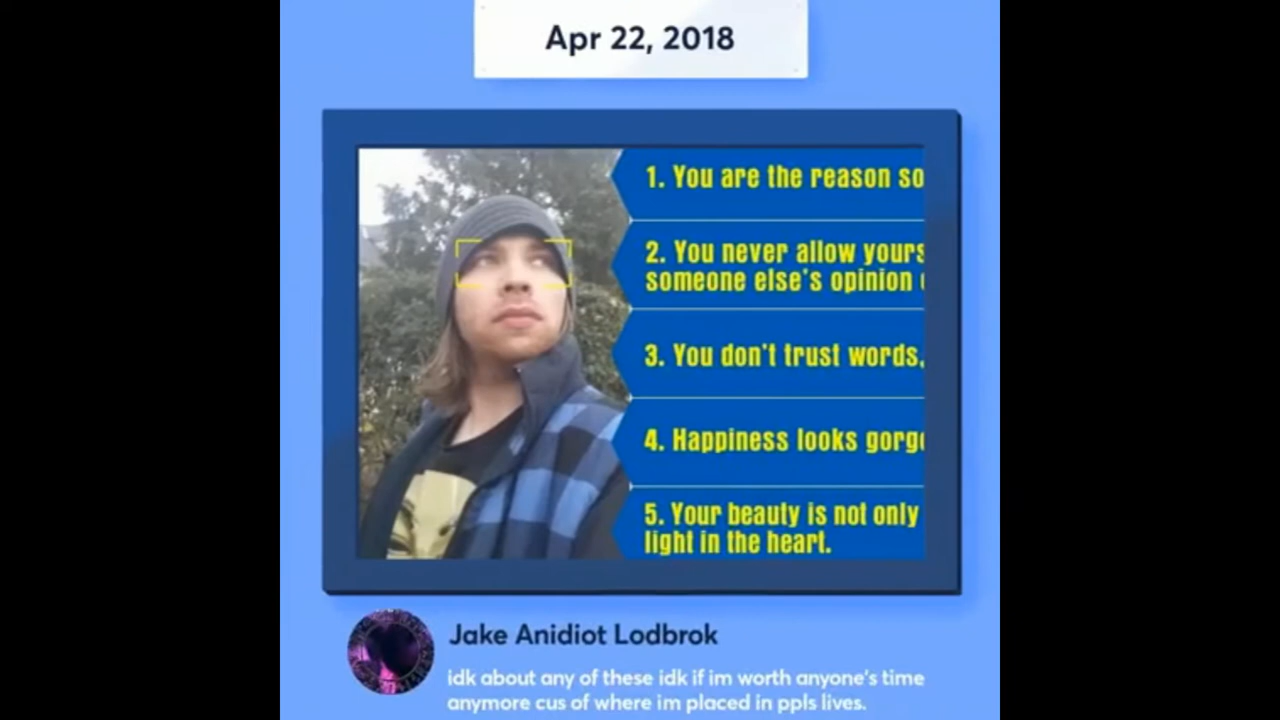 Apr 22, 2018
1. You are the reason so
2. You never allow yours
someone else's opinion
3. You don't trust words,
4. Happiness looks gorg
5. Your beauty is not only
light in the heart.
Jake Anidiot Lodbrok
idk about any of these idk if im worth anyone's time
anymore cus of where im placed in ppls lives.